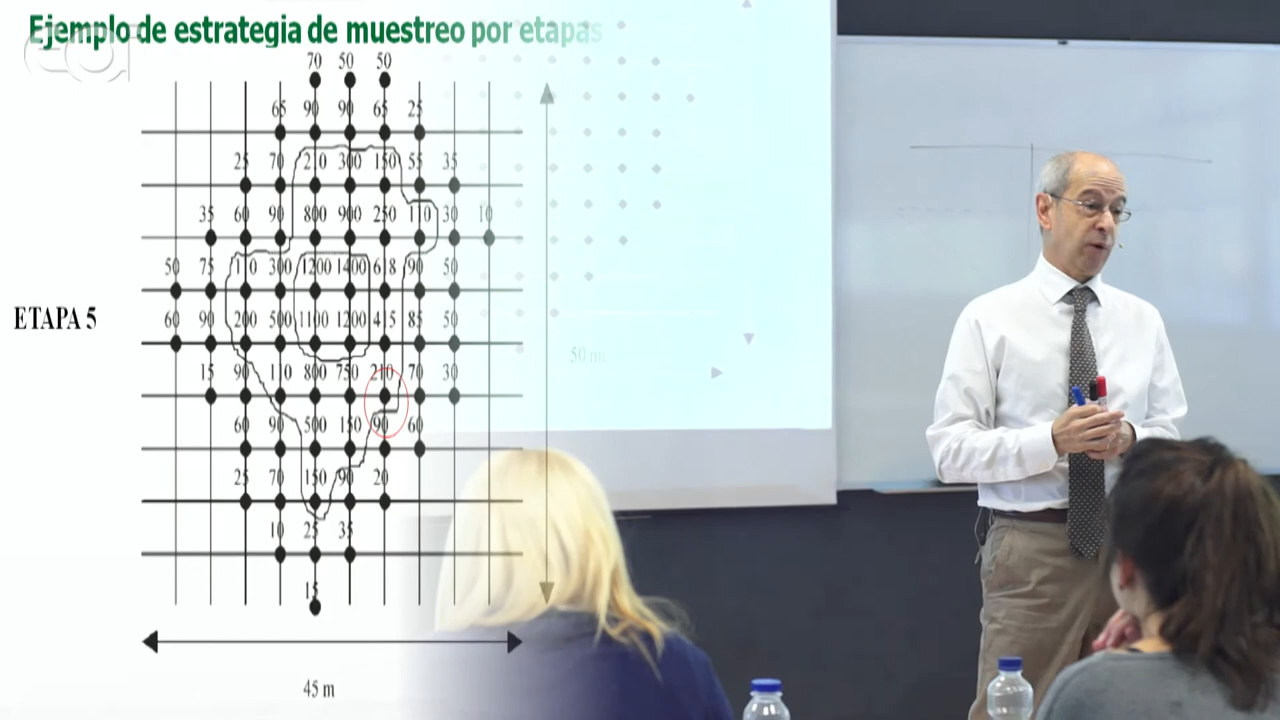 Ejemplo de estrategia de muestreo por etapas
eoi
70 50 50
65 90 90 65 25
25 70 210 300 150 55 35
35 60 90 800 900 250 110 30 10
50 75 110 300 1200 1400 618 90 50
ETAPA 5
60 90 200 500 1100 1200 415 85 50
50 m
15 90 110 800 750 210 70 30
60 90 500 150 90 60
25 70 150 90 20
10 25 35
15
45 m